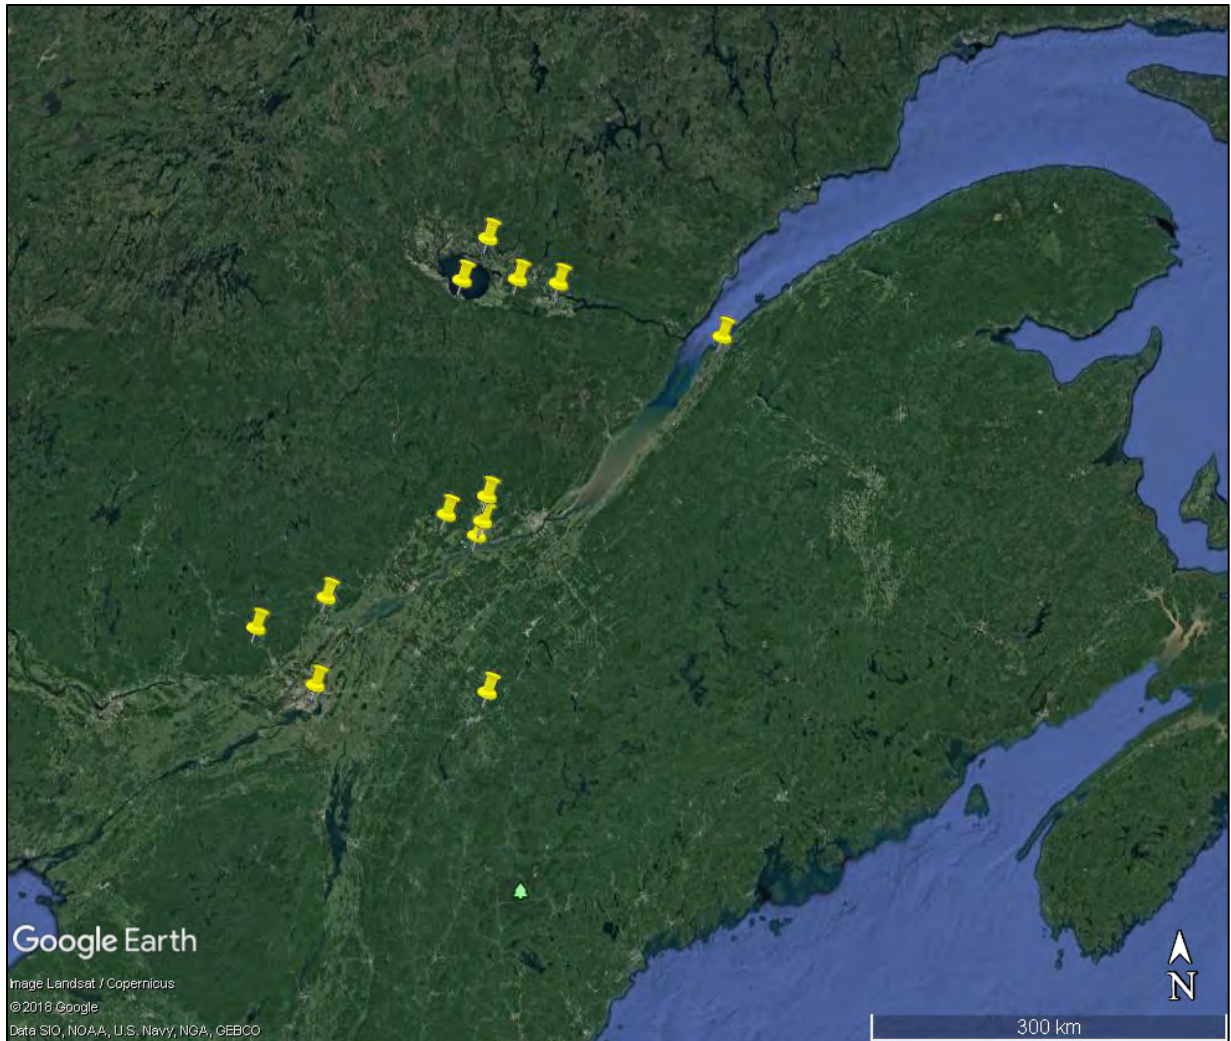 Google Earth
Image Landsat / Copernicus
© 2018 Google
Data SIO, NOAA, U.S. Navy, NGA, GEBCO
N
300 km